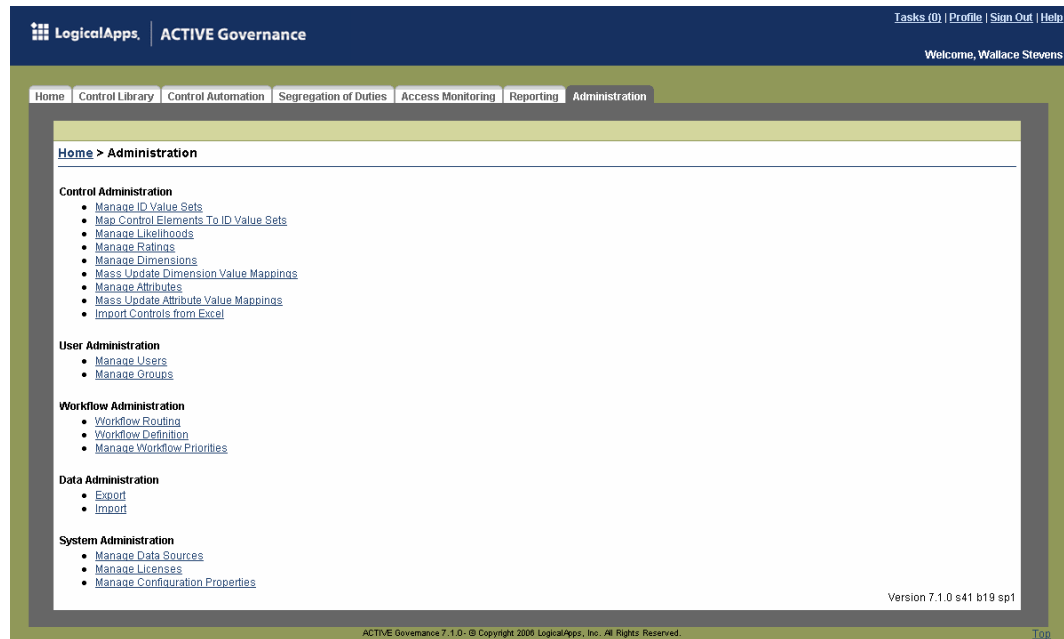 Tasks (0) | Profile | Sign Out | Help
LogicalApps. | ACTIVE Governance
Welcome, Wallace Stevens
Home Control Library Control Automation Segregation of Duties Access Monitoring Reporting Administration
Home > Administration
Control Administration
Manage ID Value Sets
Map Control Elements To ID Value Sets
Manage Likelihoods
Manage Ratings
Manage Dimensions
Mass Update Dimension Value Mappings
Manage Attributes
Mass Update Attribute Value Mappings
Import Controls from Excel
User Administration
Manage Users
Manage Groups
Workflow Administration
Workflow Routing
Workflow Definition
Manage Workflow Priorities
Data Administration
Export
Import
System Administration
Manage Data Sources
Manage Licenses
Manage Configuration Properties
Version 7.1.0 s41 b19 sp1
ACTIVE Governance 7.1.0- © Copyright 2006 LogicalApps, Inc. All Rights Reserved.
Top